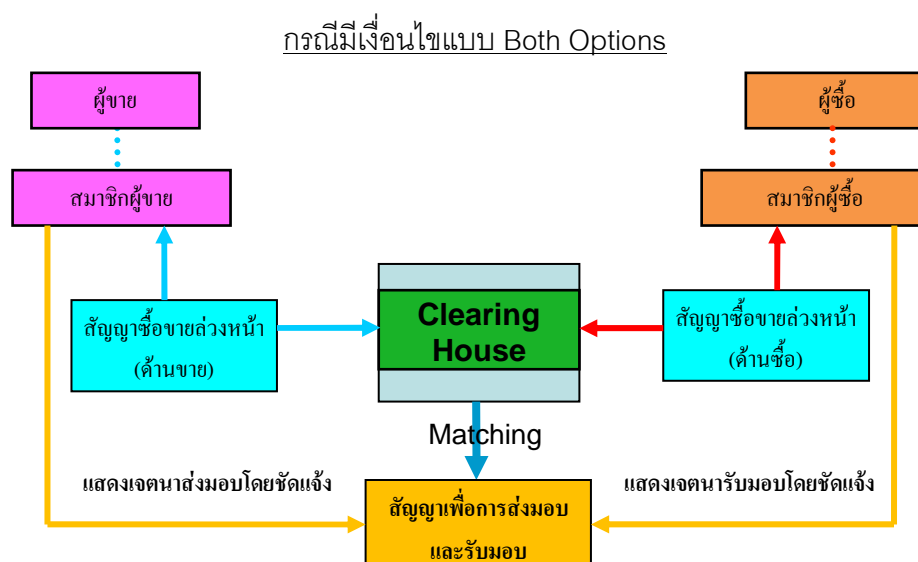 กรณีมีเงื่อนไขแบบ Both Options
ผู้ขาย
ผู้ซื้อ
สมาชิกผู้ขาย
สมาชิกผู้ซื้อ
สัญญาซื้อขายล่วงหน้า
(ด้านขาย)
Clearing
House
สัญญาซื้อขายล่วงหน้า
(ด้านซื้อ)
Matching
แสดงเจตนาส่งมอบโดยชัดแจ้ง
แสดงเจตนารับมอบโดยชัดแจ้ง
สัญญาเพื่อการส่งมอบ
และรับมอบ